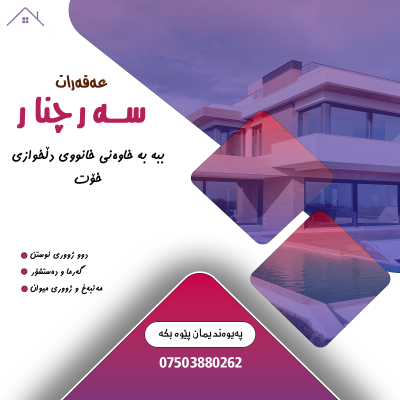 عەقەرات
سەرچنار
ببە بە خاوەنی خانووی دڵخوازی
خۆت
دوو ژووری نوستن
گەرما و دەستشۆر
مەتبەخ و ژووری میوان
پەیوەندیمان پێوە بکە
07503880262